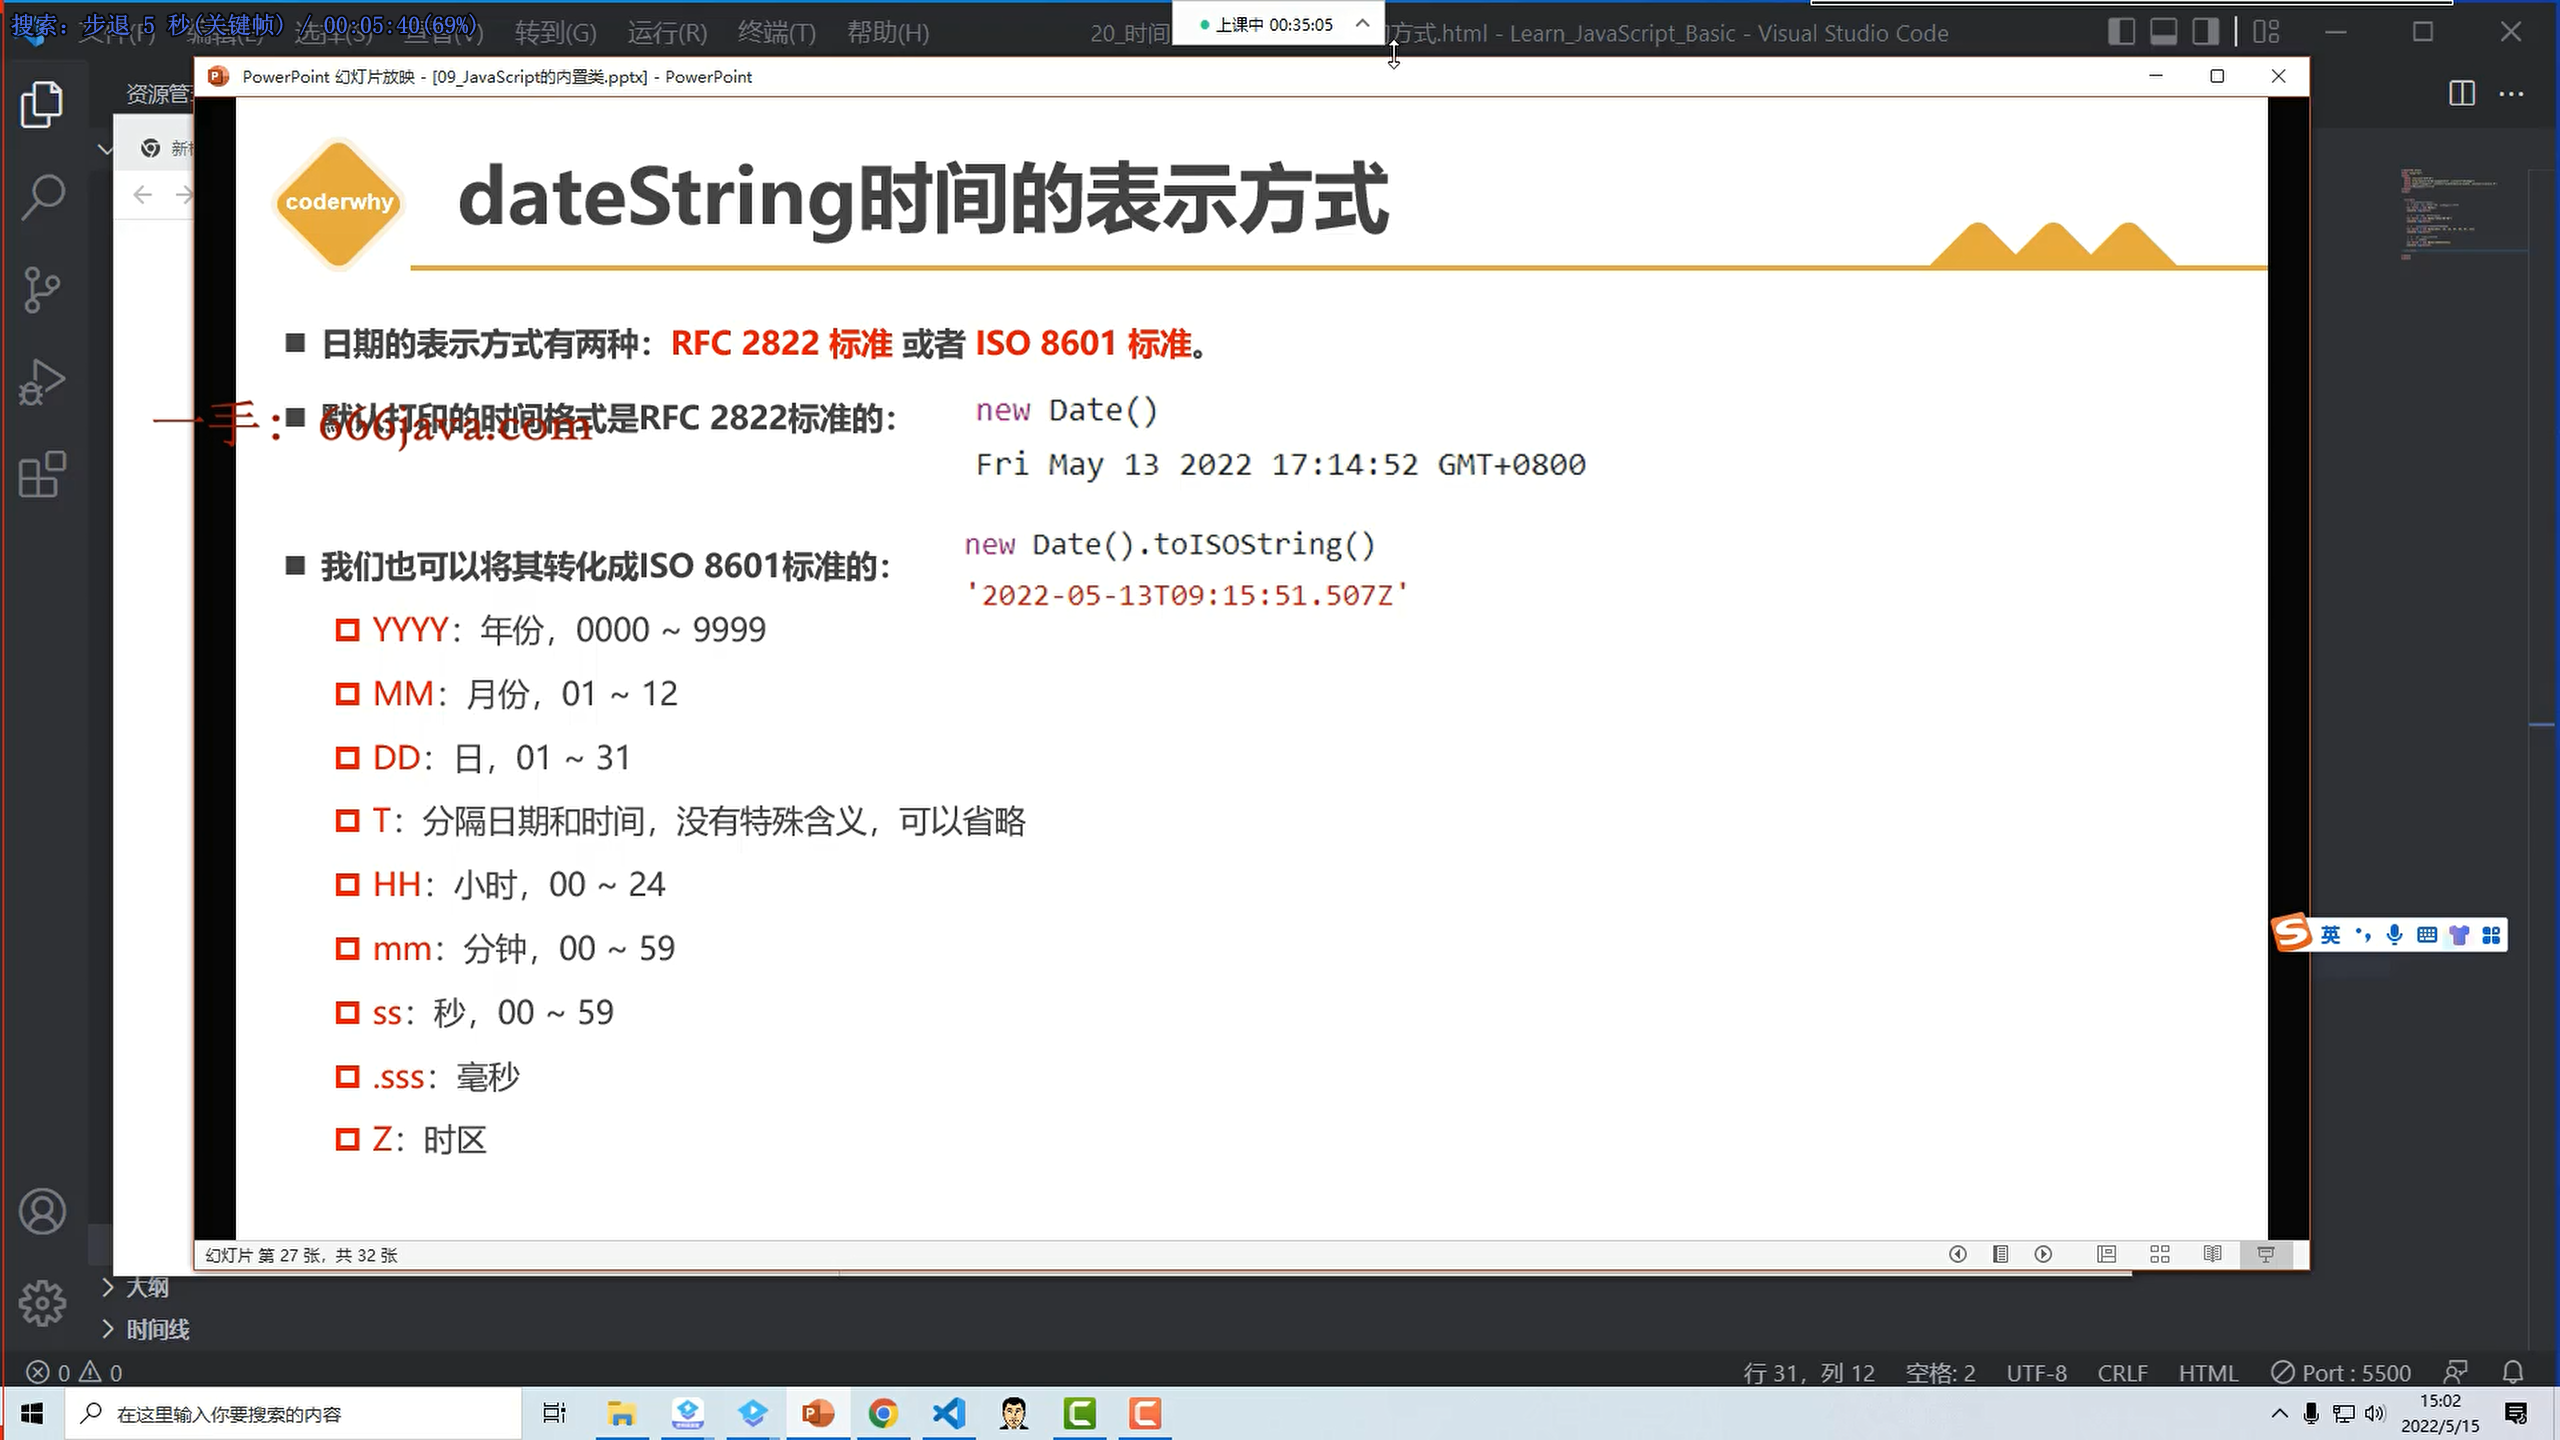 搜索: 步退 5 秒(关键帧) / 00:05:40(69%)
转到(G) 运行(R) 终端(T) 帮助(H)
20_时间
上课中 00:35:05
方式.html - Learn_JavaScript_Basic - Visual Studio Code
PowerPoint 幻灯片放映 - [09_JavaScript的内置类.pptx] - PowerPoint
资源管
coderwhy
dateString时间的表示方式
日期的表示方式有两种：RFC 2822 标准 或者 ISO 8601 标准。
默认打印的时间格式是RFC 2822标准的：
一手：666java.com
new Date()
Fri May 13 2022 17:14:52 GMT+0800
我们也可以将其转化成ISO 8601标准的：
new Date().toISOString()
'2022-05-13T09:15:51.507Z'
YYYY：年份，0000 ~ 9999
MM：月份，01 ~ 12
DD：日，01 ~ 31
T：分隔日期和时间，没有特殊含义，可以省略
HH：小时，00 ~ 24
mm：分钟，00 ~ 59
ss：秒，00 ~ 59
.sss：毫秒
Z：时区
英
幻灯片 第 27 张，共 32 张
大纲
时间线
0 0
行 31，列 12 空格: 2 UTF-8 CRLF HTML Port : 5500
在这里输入你要搜索的内容
15:02
2022/5/15